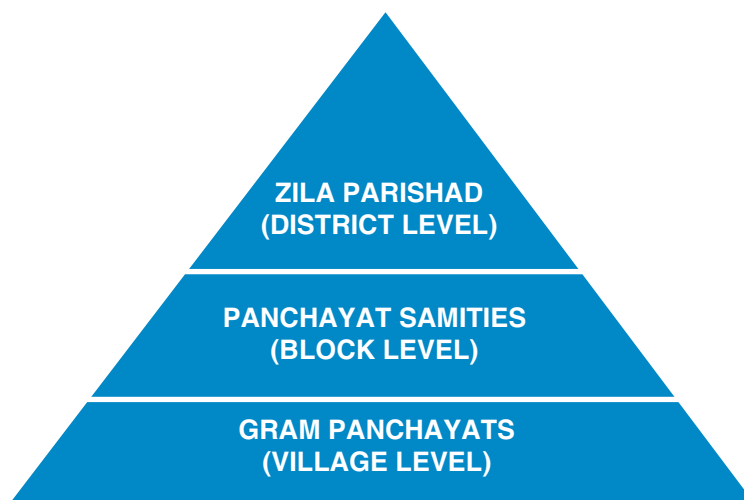 ZILA PARISHAD
(DISTRICT LEVEL)
PANCHAYAT SAMITIES
(BLOCK LEVEL)
GRAM PANCHAYATS
(VILLAGE LEVEL)